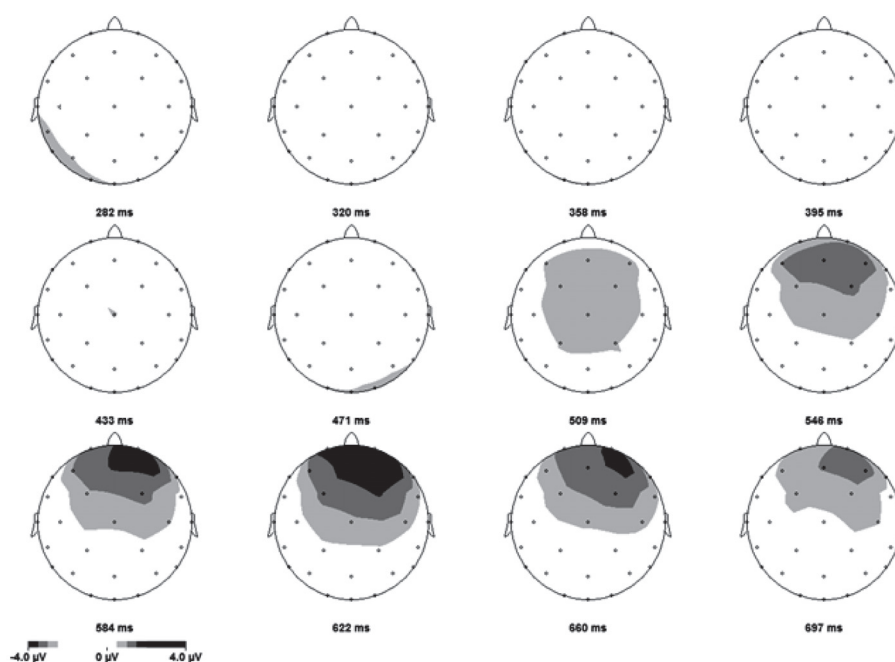 282 ms 320 ms 358 ms 395 ms
433 ms 471 ms 509 ms 546 ms
584 ms 622 ms 660 ms 697 ms
-4.0 µV 0 µV 4.0 µV